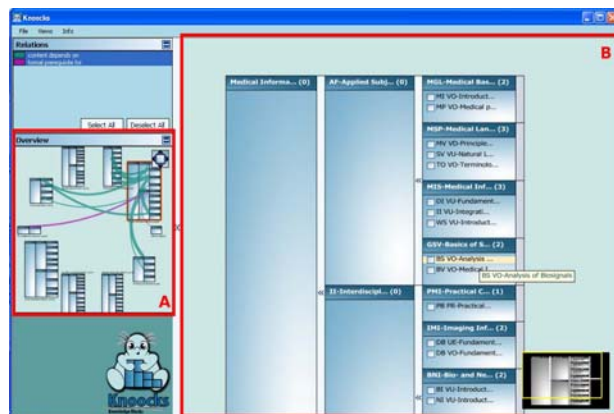 Knoocks
File Views Info
Relations
content depends on
formal prerequisite for
Select All Deselect All
Overview
A
Knoocks
Knowledge Blocks
B
Medical Informa... (0)
AF-Applied Subj... (0)
II-Interdiscipl... (0)
MGL-Medical Bas... (2)
MI VO-Introduct...
MP VO-Medical p...
MSP-Medical Lan... (3)
MV VO-Principle...
SV VU-Natural L...
TO VO-Terminolo...
MIS-Medical Inf... (3)
DI VU-Fundament...
II VU-Integrati...
WS VU-Introduct...
GSV-Basics of S... (2)
BS VO-Analysis ...
BV VO-Medical I...
BS VO-Analysis of Biosignals
PMI-Practical C... (1)
PB PR-Practical...
IMI-Imaging Inf... (2)
DB UE-Fundament...
DB VO-Fundament...
BNI-Bio- and Ne... (2)
BI VU-Introduct...
NI VU-Introduct...